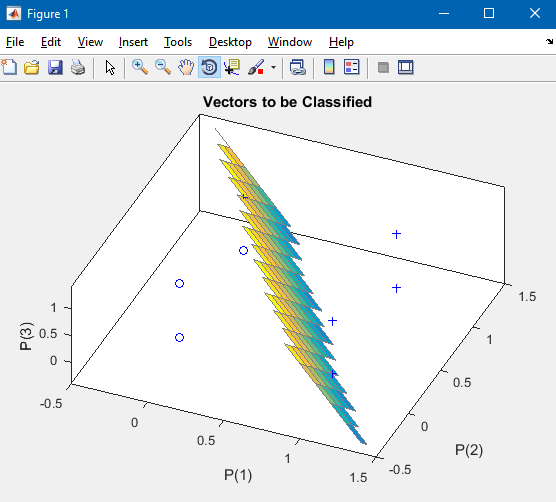 Figure 1
File Edit View Insert Tools Desktop Window Help
Vectors to be Classified
P(3)
1
0.5
0
-0.5
0
0.5
1
1.5
P(1)
-0.5
0
0.5
1
1.5
P(2)